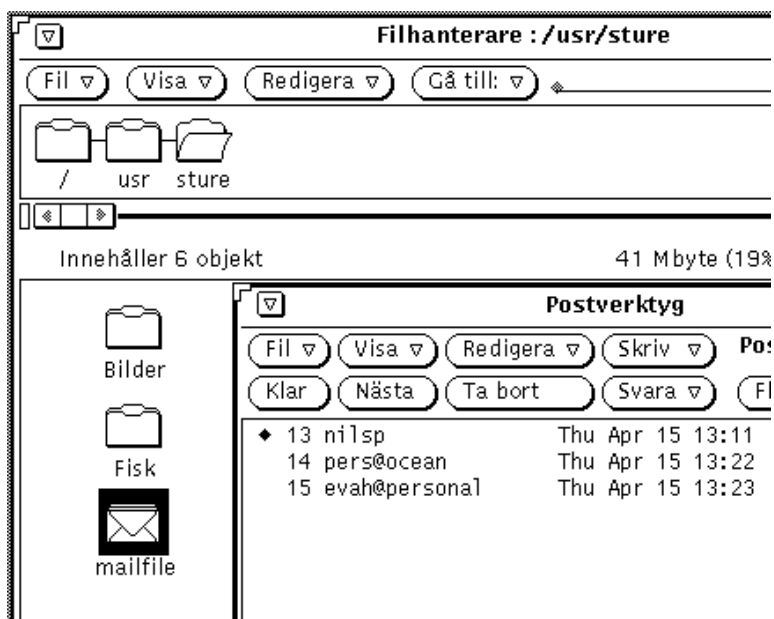 Filhanterare :/usr/sture
Fil Visa Redigera Gå till:
/ usr sture
Innehåller 6 objekt 41 Mbyte (19%
Bilder
Fisk
mailfile
Postverktyg
Fil Visa Redigera Skriv Pos
Klar Nästa Ta bort Svara
13 nilsp Thu Apr 15 13:11
14 pers@ocean Thu Apr 15 13:22
15 evah@personal Thu Apr 15 13:23